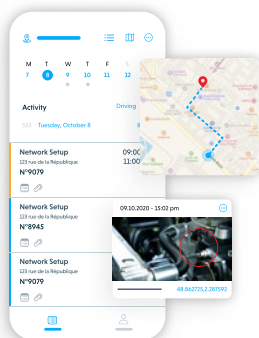 M T W T F S
7 8 9 10 11 12
Activity Driving
Tuesday, October 8 8
Network Setup 09:00
123 rue de la République 11:00
N°9079
Network Setup
123 rue de la République
N°8945
Network Setup
123 rue de la République
N°9079
09.10.2020 - 15:02 pm
48.862725,2.287592